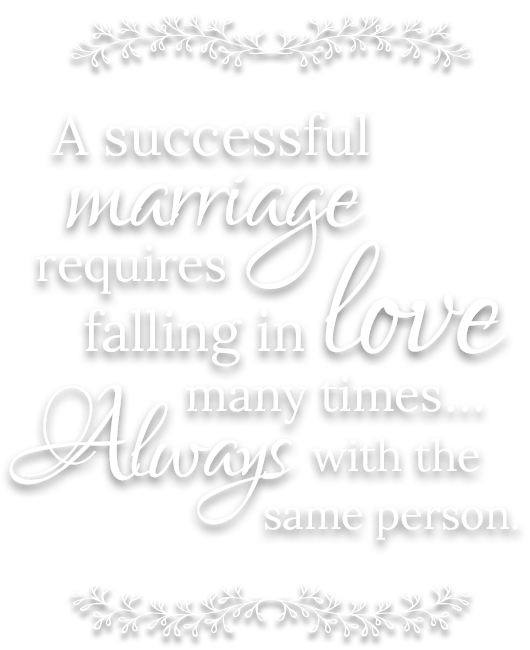 A successful
marriage
requires
falling in love
many times...
Always with the
same person.